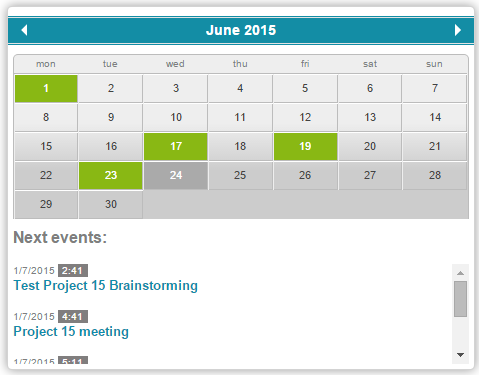 June 2015
mon tue wed thu fri sat sun
1 2 3 4 5 6 7
8 9 10 11 12 13 14
15 16 17 18 19 20 21
22 23 24 25 26 27 28
29 30
Next events:
1/7/2015 2:41
Test Project 15 Brainstorming
1/7/2015 4:41
Project 15 meeting
1/7/2015 5:11